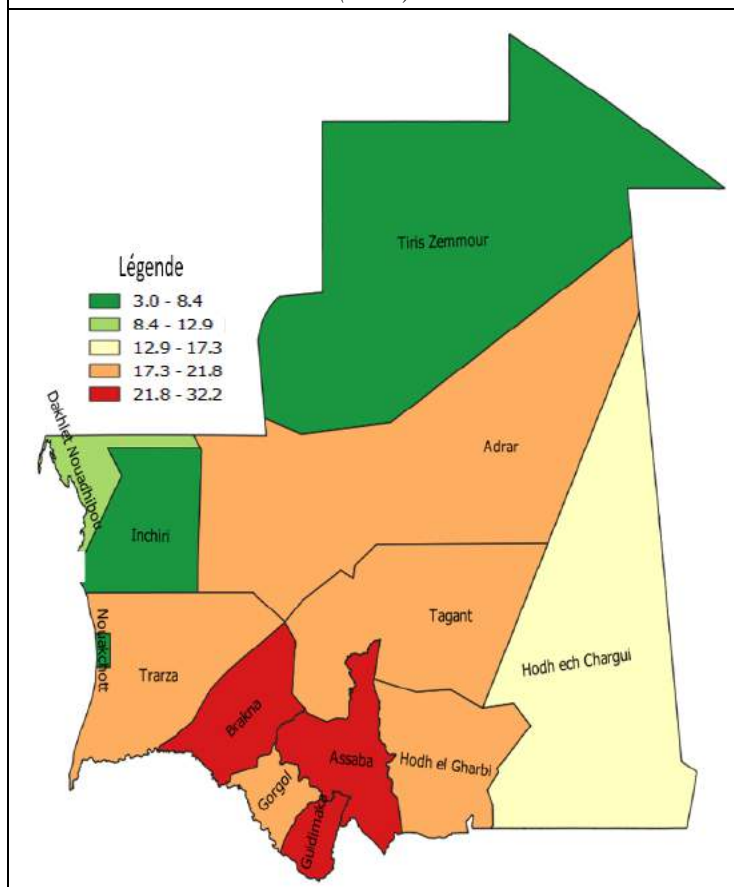 Légende
3.0 - 8.4
8.4 - 12.9
12.9 - 17.3
17.3 - 21.8
21.8 - 32.2
Tiris Zemmour
Dakhlet Nouadhibou
Adrar
Inchiri
Tagant
Nouakchott
Trarza
Hodh ech Chargui
Brakna
Assaba
Hodh el Gharbi
Gorgol
Guidimaka